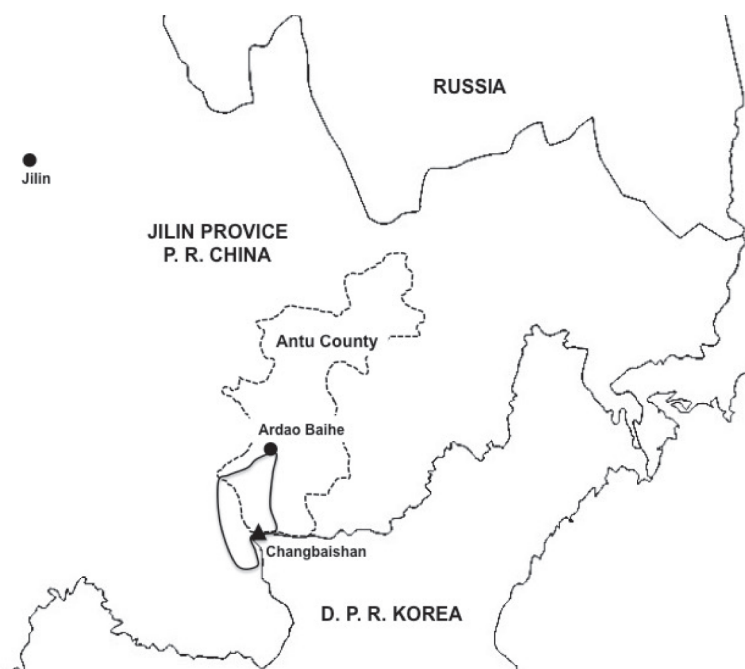 RUSSIA
Jilin
JILIN PROVICE
P. R. CHINA
Antu County
Ardao Baihe
Changbaishan
D. P. R. KOREA